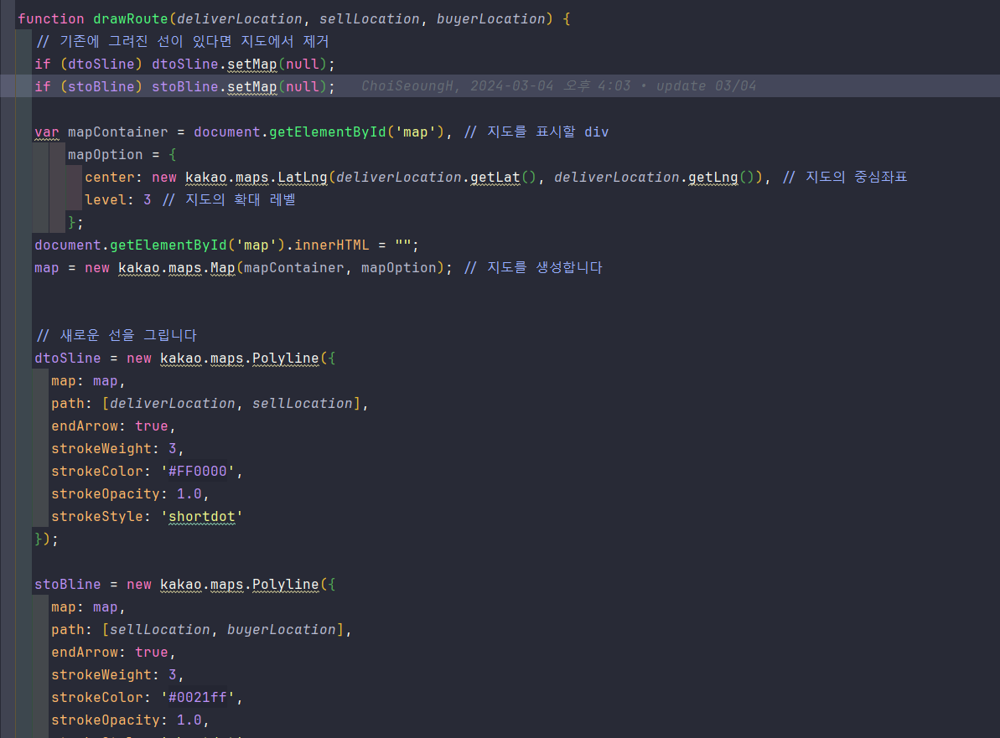 function drawRoute(deliverLocation, sellLocation, buyerLocation) {
// 기존에 그려진 선이 있다면 지도에서 제거
if (dtoSline) dtoSline.setMap(null);
if (stoBline) stoBline.setMap(null); ChoiSeoungH, 2024-03-04 오후 4:03 • update 03/04
var mapContainer = document.getElementById('map'), // 지도를 표시할 div
mapOption = {
center: new kakao.maps.LatLng(deliverLocation.getLat(), deliverLocation.getLng()), // 지도의 중심좌표
level: 3 // 지도의 확대 레벨
};
document.getElementById('map').innerHTML = "";
map = new kakao.maps.Map(mapContainer, mapOption); // 지도를 생성합니다
// 새로운 선을 그립니다
dtoSline = new kakao.maps.Polyline({
map: map,
path: [deliverLocation, sellLocation],
endArrow: true,
strokeWeight: 3,
strokeColor: '#FF0000',
strokeOpacity: 1.0,
strokeStyle: 'shortdot'
});
stoBline = new kakao.maps.Polyline({
map: map,
path: [sellLocation, buyerLocation],
endArrow: true,
strokeWeight: 3,
strokeColor: '#0021ff',
strokeOpacity: 1.0,